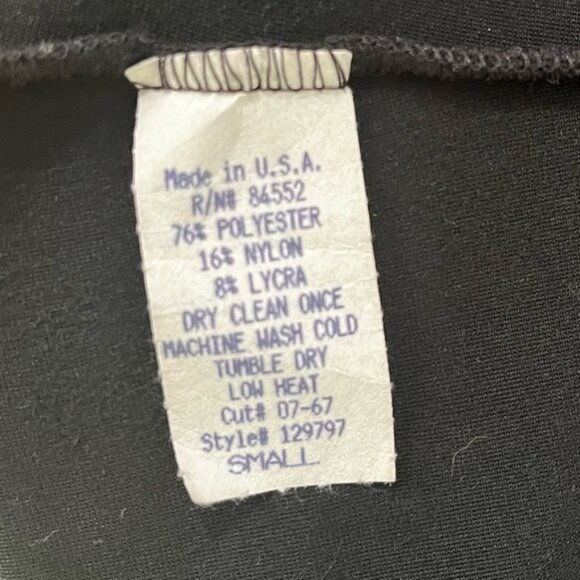 Made in U.S.A.
R/N# 84552
76% POLYESTER
16% NYLON
8% LYCRA
DRY CLEAN ONCE
MACHINE WASH COLD
TUMBLE DRY
LOW HEAT
Cut# 07-67
Style# 129797
SMALL